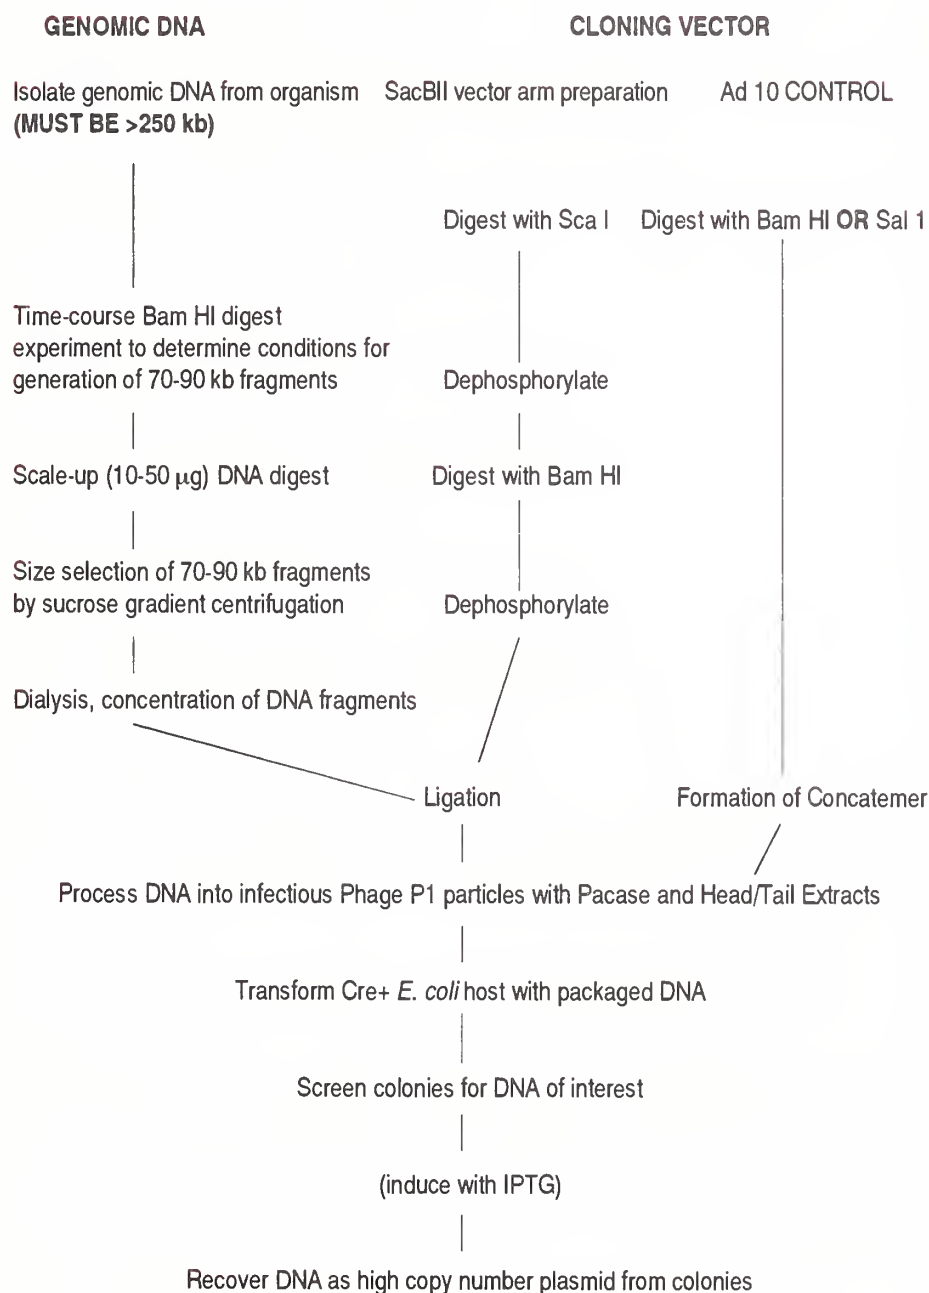 GENOMIC DNA
CLONING VECTOR
Isolate genomic DNA from organism
(MUST BE >250 kb)
SacBII vector arm preparation
Ad 10 CONTROL
Digest with Sca I
Digest with Bam HI OR Sal 1
Time-course Bam HI digest
experiment to determine conditions for
generation of 70-90 kb fragments
Dephosphorylate
Scale-up (10-50 µg) DNA digest
Digest with Bam HI
Size selection of 70-90 kb fragments
by sucrose gradient centrifugation
Dephosphorylate
Dialysis, concentration of DNA fragments
Ligation
Formation of Concatemer
Process DNA into infectious Phage P1 particles with Pacase and Head/Tail Extracts
Transform Cre+ E. coli host with packaged DNA
Screen colonies for DNA of interest
(induce with IPTG)
Recover DNA as high copy number plasmid from colonies